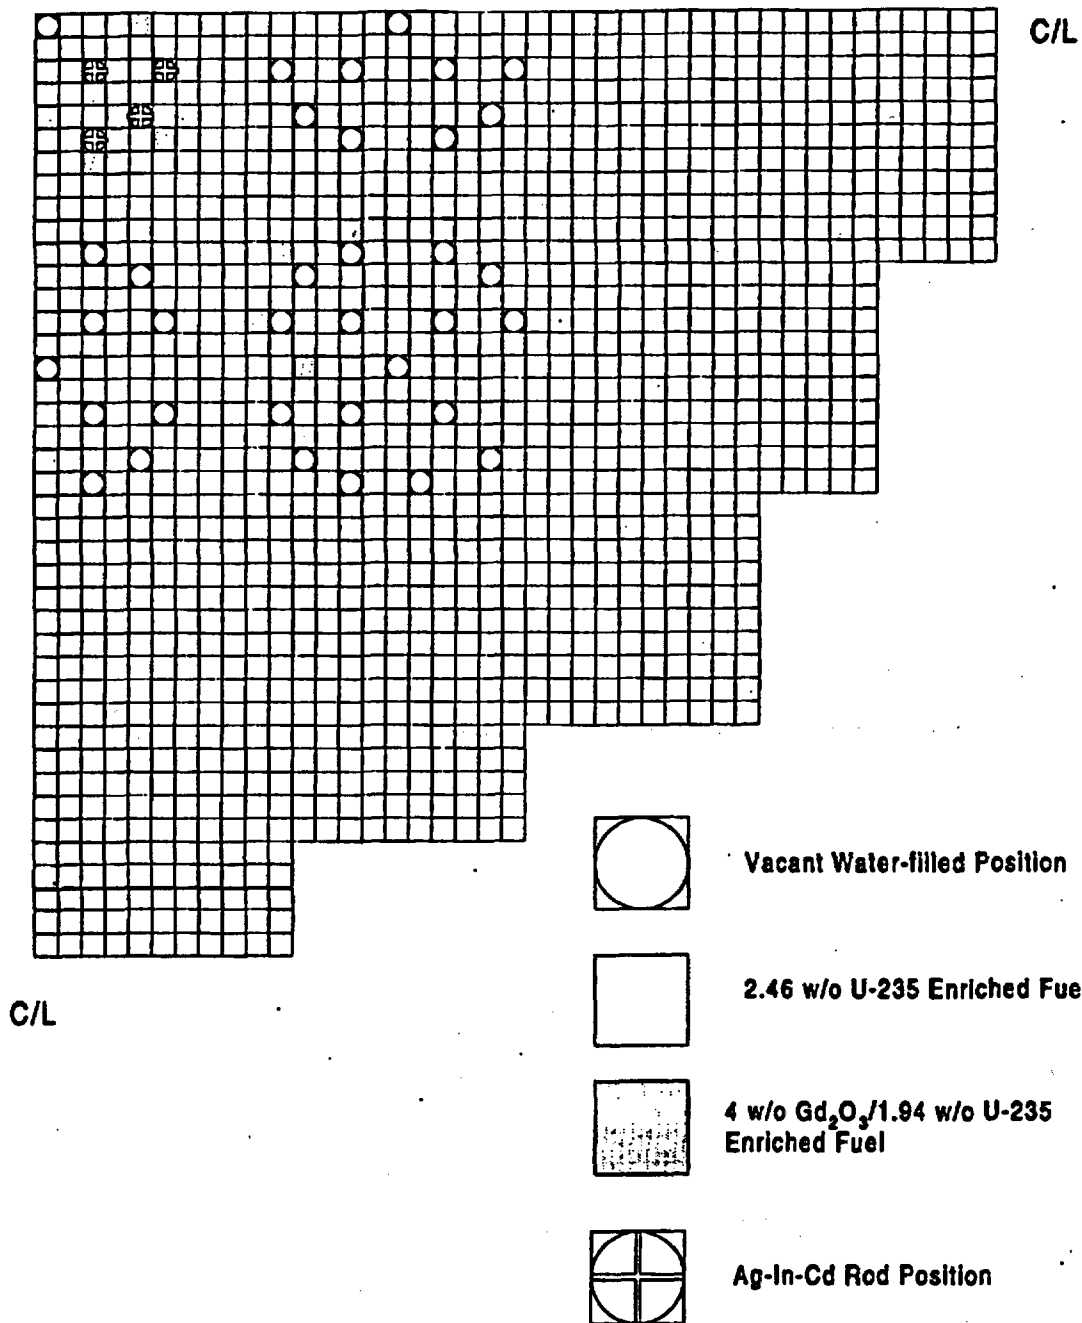 C/L
C/L
Vacant Water-filled Position
2.46 w/o U-235 Enriched Fue
4 w/o Gd₂O₃/1.94 w/o U-235
Enriched Fuel
Ag-In-Cd Rod Position